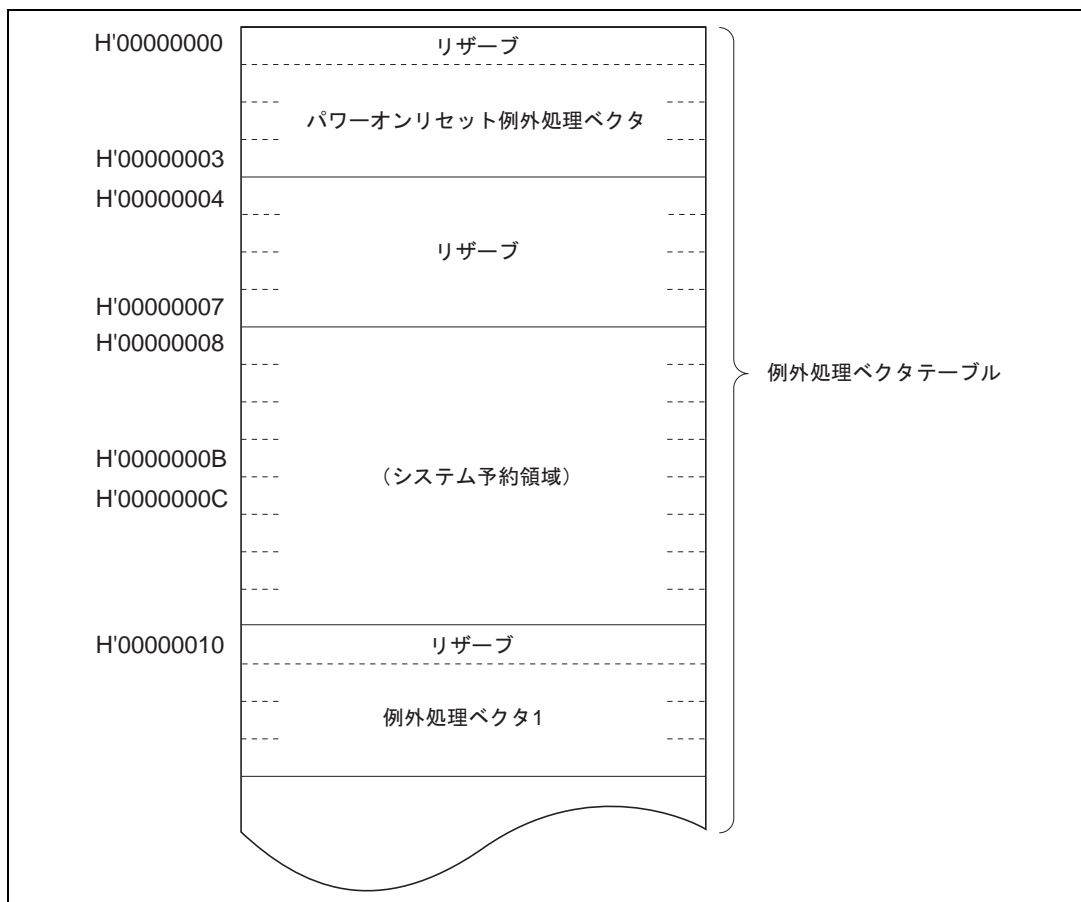 H'00000000
リザーブ
パワーオンリセット例外処理ベクタ
H'00000003
H'00000004
リザーブ
H'00000007
H'00000008
例外処理ベクタテーブル
H'0000000B
（システム予約領域）
H'0000000C
H'00000010
リザーブ
例外処理ベクタ1